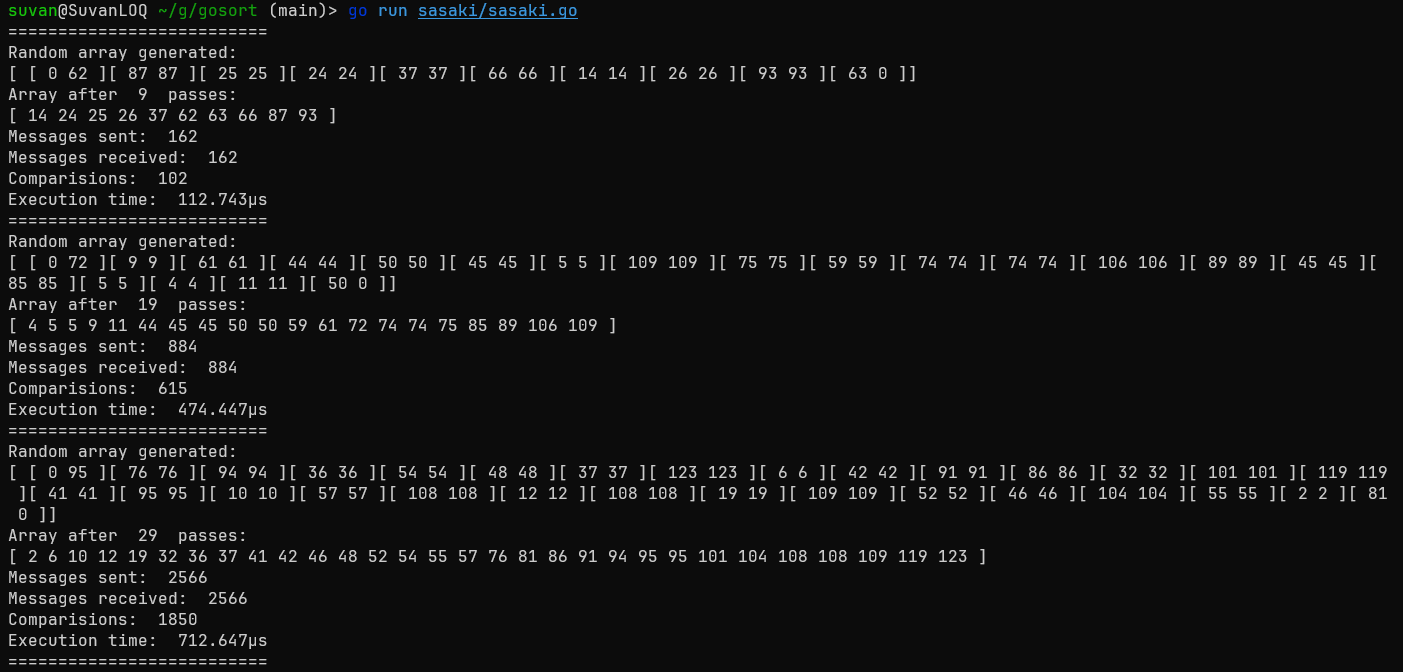 suvan@SuvanLOQ ~/g/gosort (main)> go run sasaki/sasaki.go
==========================
Random array generated:
[ [ 0 62 ][ 87 87 ][ 25 25 ][ 24 24 ][ 37 37 ][ 66 66 ][ 14 14 ][ 26 26 ][ 93 93 ][ 63 0 ]]
Array after  9  passes:
[ 14 24 25 26 37 62 63 66 87 93 ]
Messages sent:  162
Messages received:  162
Comparisions:  102
Execution time:  112.743µs
==========================
Random array generated:
[ [ 0 72 ][ 9 9 ][ 61 61 ][ 44 44 ][ 50 50 ][ 45 45 ][ 5 5 ][ 109 109 ][ 75 75 ][ 59 59 ][ 74 74 ][ 74 74 ][ 106 106 ][ 89 89 ][ 45 45 ][
85 85 ][ 5 5 ][ 4 4 ][ 11 11 ][ 50 0 ]]
Array after  19  passes:
[ 4 5 5 9 11 44 45 45 50 50 59 61 72 74 74 75 85 89 106 109 ]
Messages sent:  884
Messages received:  884
Comparisions:  615
Execution time:  474.447µs
==========================
Random array generated:
[ [ 0 95 ][ 76 76 ][ 94 94 ][ 36 36 ][ 54 54 ][ 48 48 ][ 37 37 ][ 123 123 ][ 6 6 ][ 42 42 ][ 91 91 ][ 86 86 ][ 32 32 ][ 101 101 ][ 119 119
 ][ 41 41 ][ 95 95 ][ 10 10 ][ 57 57 ][ 108 108 ][ 12 12 ][ 108 108 ][ 19 19 ][ 109 109 ][ 52 52 ][ 46 46 ][ 104 104 ][ 55 55 ][ 2 2 ][ 81
 0 ]]
Array after  29  passes:
[ 2 6 10 12 19 32 36 37 41 42 46 48 52 54 55 57 76 81 86 91 94 95 95 101 104 108 108 109 119 123 ]
Messages sent:  2566
Messages received:  2566
Comparisions:  1850
Execution time:  712.647µs
==========================